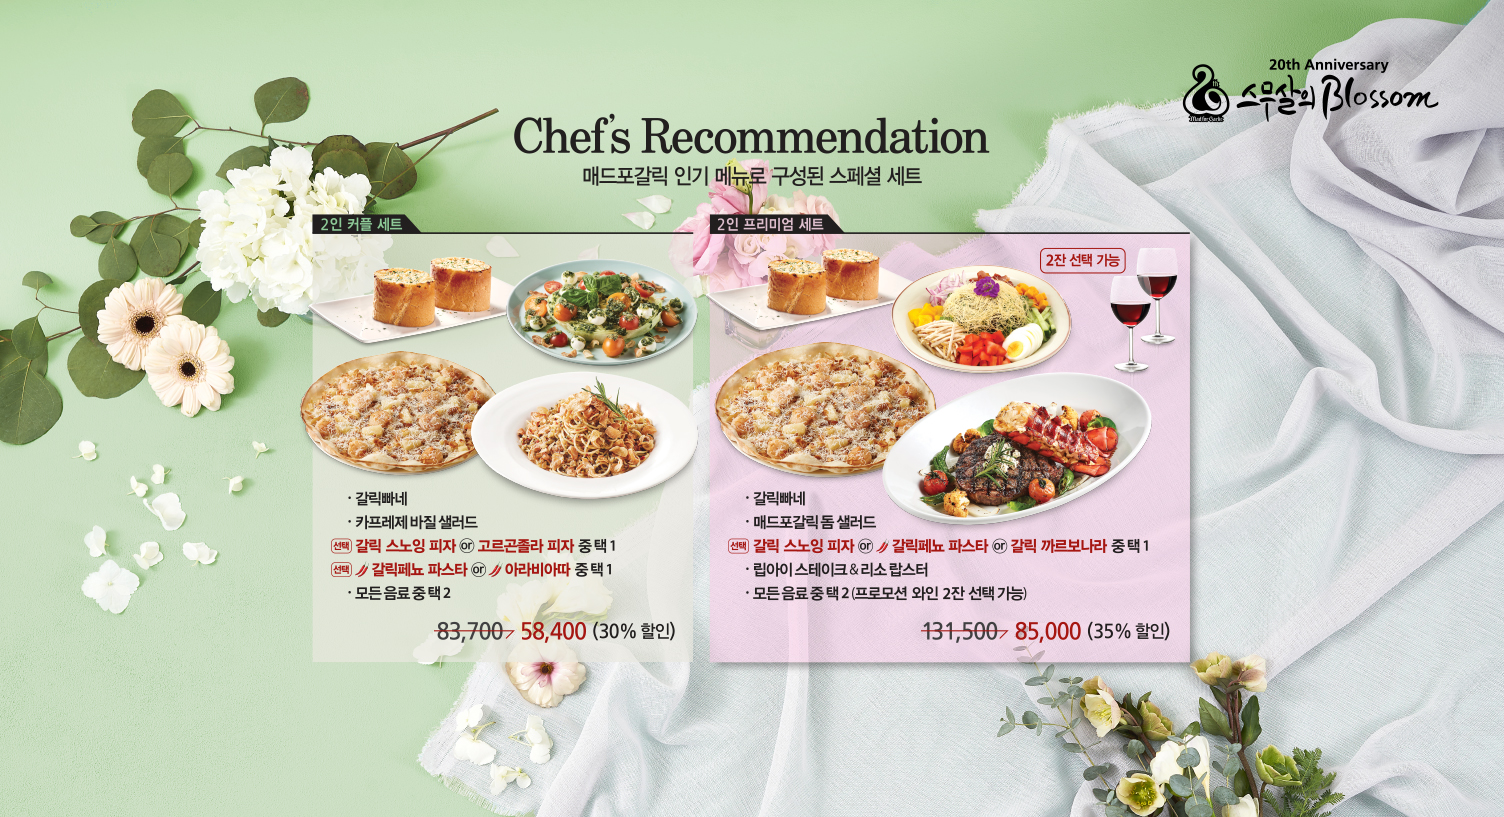 20th Anniversary
20th
Mad for Garlic
스무살의 Blossom
Chef's Recommendation
매드포갈릭 인기 메뉴로 구성된 스페셜 세트
2인 커플 세트
· 갈릭빠네
· 카프레제 바질 샐러드
선택 갈릭 스노잉 피자 or 고르곤졸라 피자 중 택 1
선택 갈릭페뇨 파스타 or 아라비아따 중 택 1
· 모든 음료 중 택 2
83,700 58,400 (30% 할인)
2인 프리미엄 세트
2잔 선택 가능
· 갈릭빠네
· 매드포갈릭 돔 샐러드
선택 갈릭 스노잉 피자 or 갈릭페뇨 파스타 or 갈릭 까르보나라 중 택 1
· 립아이 스테이크 & 리소 랍스터
· 모든 음료 중 택 2 (프로모션 와인 2잔 선택 가능)
131,500 85,000 (35% 할인)